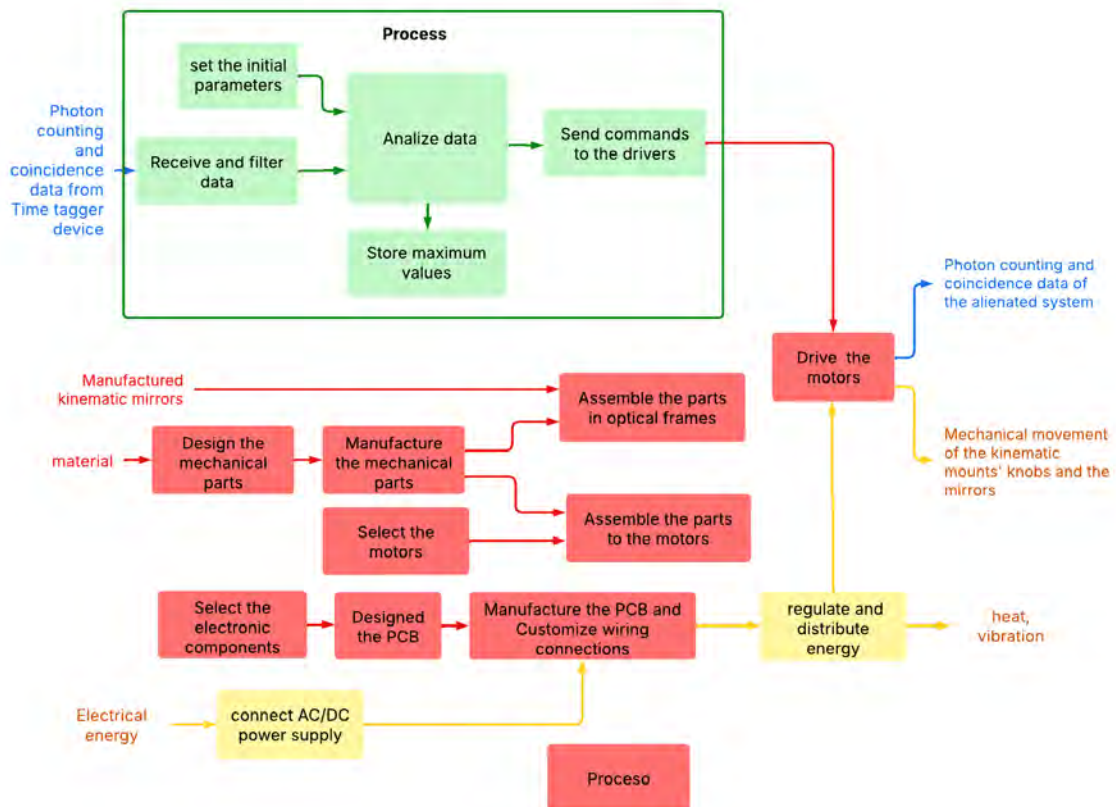 Process
set the initial
parameters
Photon
counting
and
coincidence
data from
Time tagger
device
Receive and filter
data
Analize data
Send commands
to the drivers
Store maximum
values
Photon counting and
coincidence data of
the alienated system
Drive the
motors
Mechanical movement
of the kinematic
mounts' knobs and the
mirrors
Manufactured
kinematic mirrors
Assemble the parts
in optical frames
material
Design the
mechanical
parts
Manufacture
the mechanical
parts
Select the
motors
Assemble the parts
to the motors
Select the
electronic
components
Designed
the PCB
Manufacture the PCB and
Customize wiring
connections
regulate and
distribute
energy
heat,
vibration
Electrical
energy
connect AC/DC
power supply
Proceso